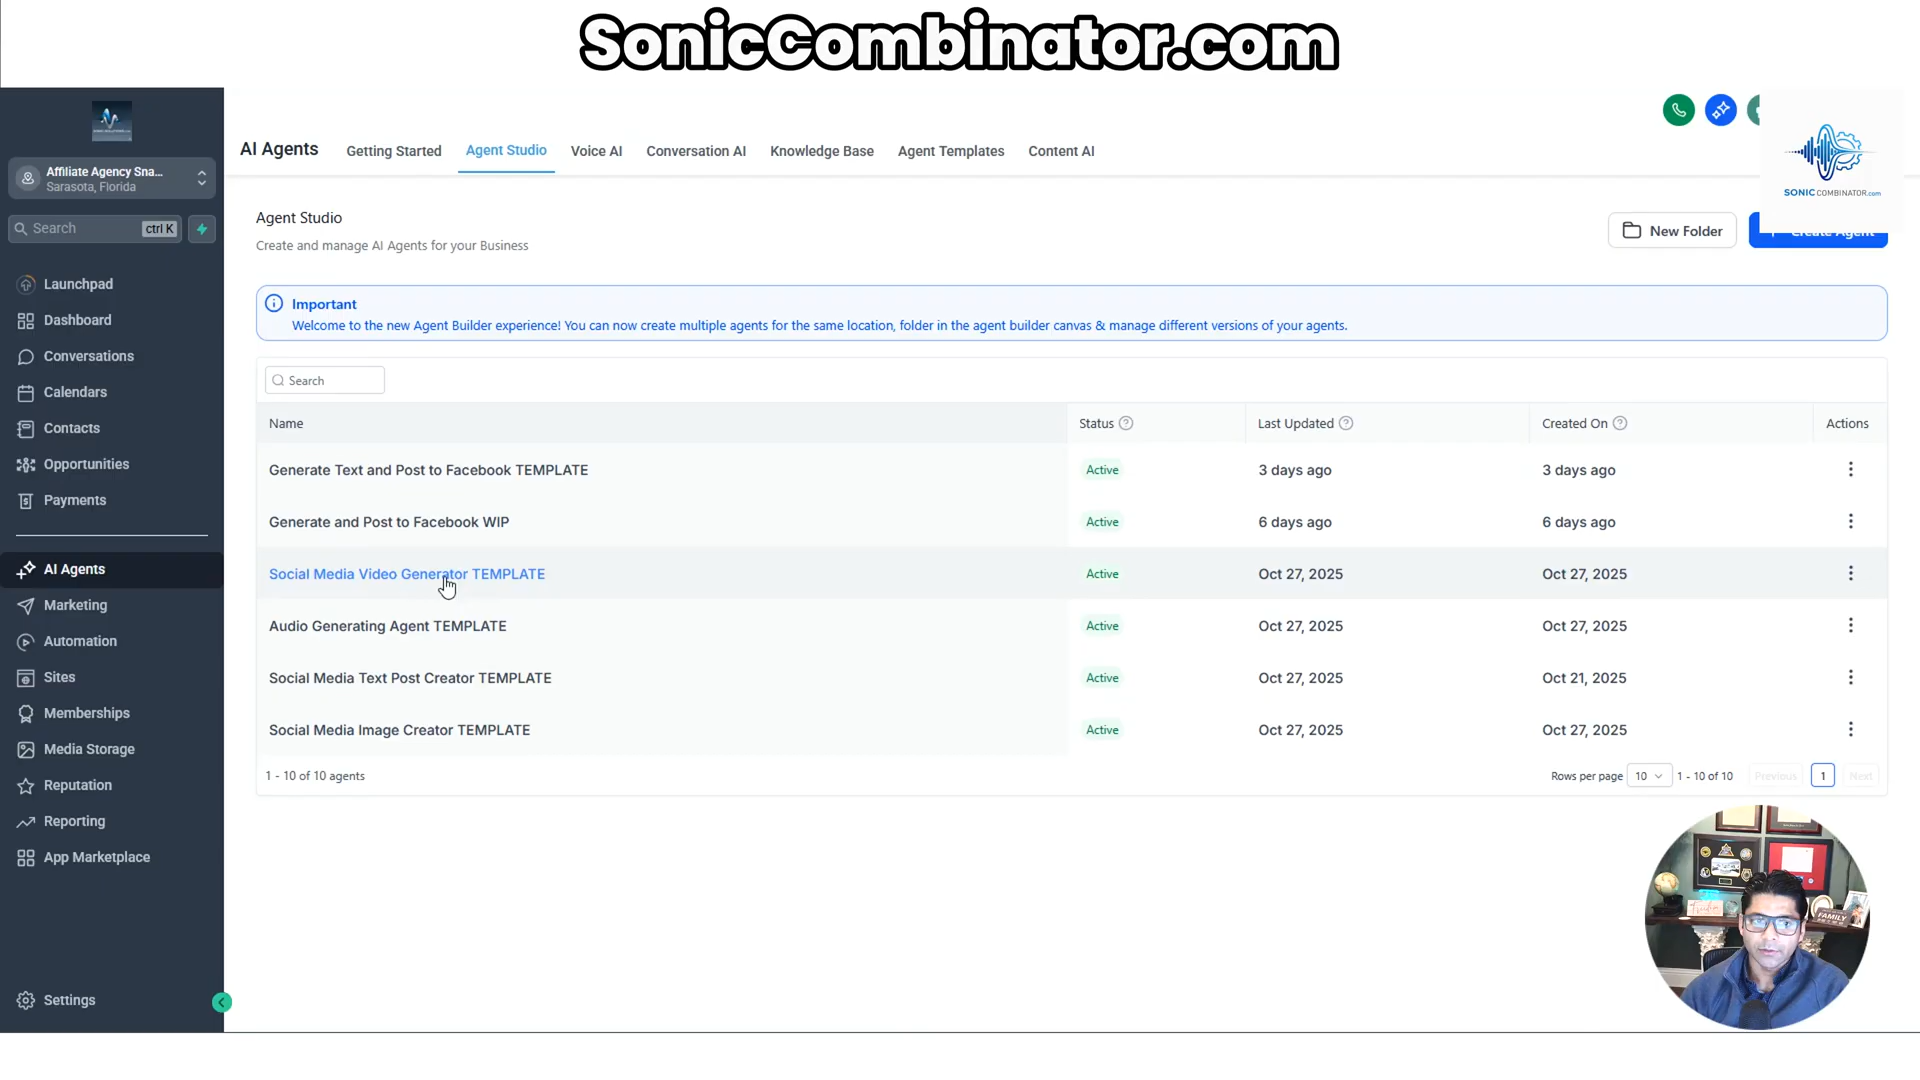 SonicCombinator.com
Affiliate Agency Sna...
Sarasota, Florida
Search
ctrl K
Launchpad
Dashboard
Conversations
Calendars
Contacts
Opportunities
Payments
AI Agents
Marketing
Automation
Sites
Memberships
Media Storage
Reputation
Reporting
App Marketplace
Settings
AI Agents
Getting Started
Agent Studio
Voice AI
Conversation AI
Knowledge Base
Agent Templates
Content AI
SONICCOMBINATOR.com
Agent Studio
Create and manage AI Agents for your Business
New Folder
Create Agent
Important
Welcome to the new Agent Builder experience! You can now create multiple agents for the same location, folder in the agent builder canvas & manage different versions of your agents.
Search
Name Status Last Updated Created On Actions
Generate Text and Post to Facebook TEMPLATE Active 3 days ago 3 days ago
Generate and Post to Facebook WIP Active 6 days ago 6 days ago
Social Media Video Generator TEMPLATE Active Oct 27, 2025 Oct 27, 2025
Audio Generating Agent TEMPLATE Active Oct 27, 2025 Oct 27, 2025
Social Media Text Post Creator TEMPLATE Active Oct 27, 2025 Oct 21, 2025
Social Media Image Creator TEMPLATE Active Oct 27, 2025 Oct 27, 2025
1 - 10 of 10 agents
Rows per page 10 1 - 10 of 10 Previous 1 Next
FAMILY